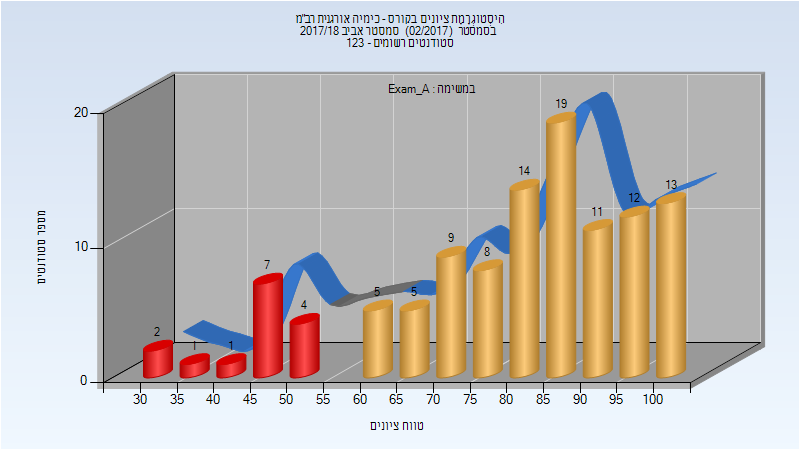 היסטוגרמת ציונים בקורס - כימיה אורגנית רב"מ
בסמסטר (02/2017) סמסטר אביב 2017/18
סטודנטים רשומים - 123
במשימה : Exam_A
מספר סטודנטים
20
10
0
2
1
1
7
4
5
5
9
8
14
19
11
12
13
30 35 40 45 50 55 60 65 70 75 80 85 90 95 100
טווח ציונים